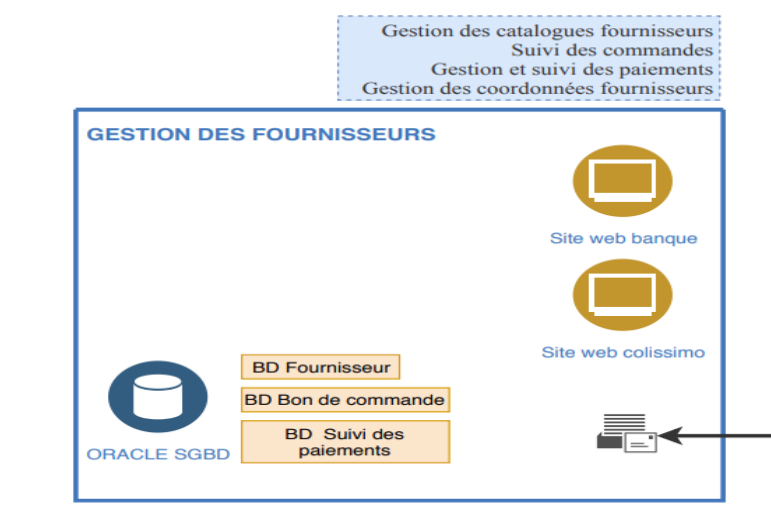 Gestion des catalogues fournisseurs
Suivi des commandes
Gestion et suivi des paiements
Gestion des coordonnées fournisseurs
GESTION DES FOURNISSEURS
Site web banque
Site web colissimo
BD Fournisseur
BD Bon de commande
BD Suivi des
paiements
ORACLE SGBD